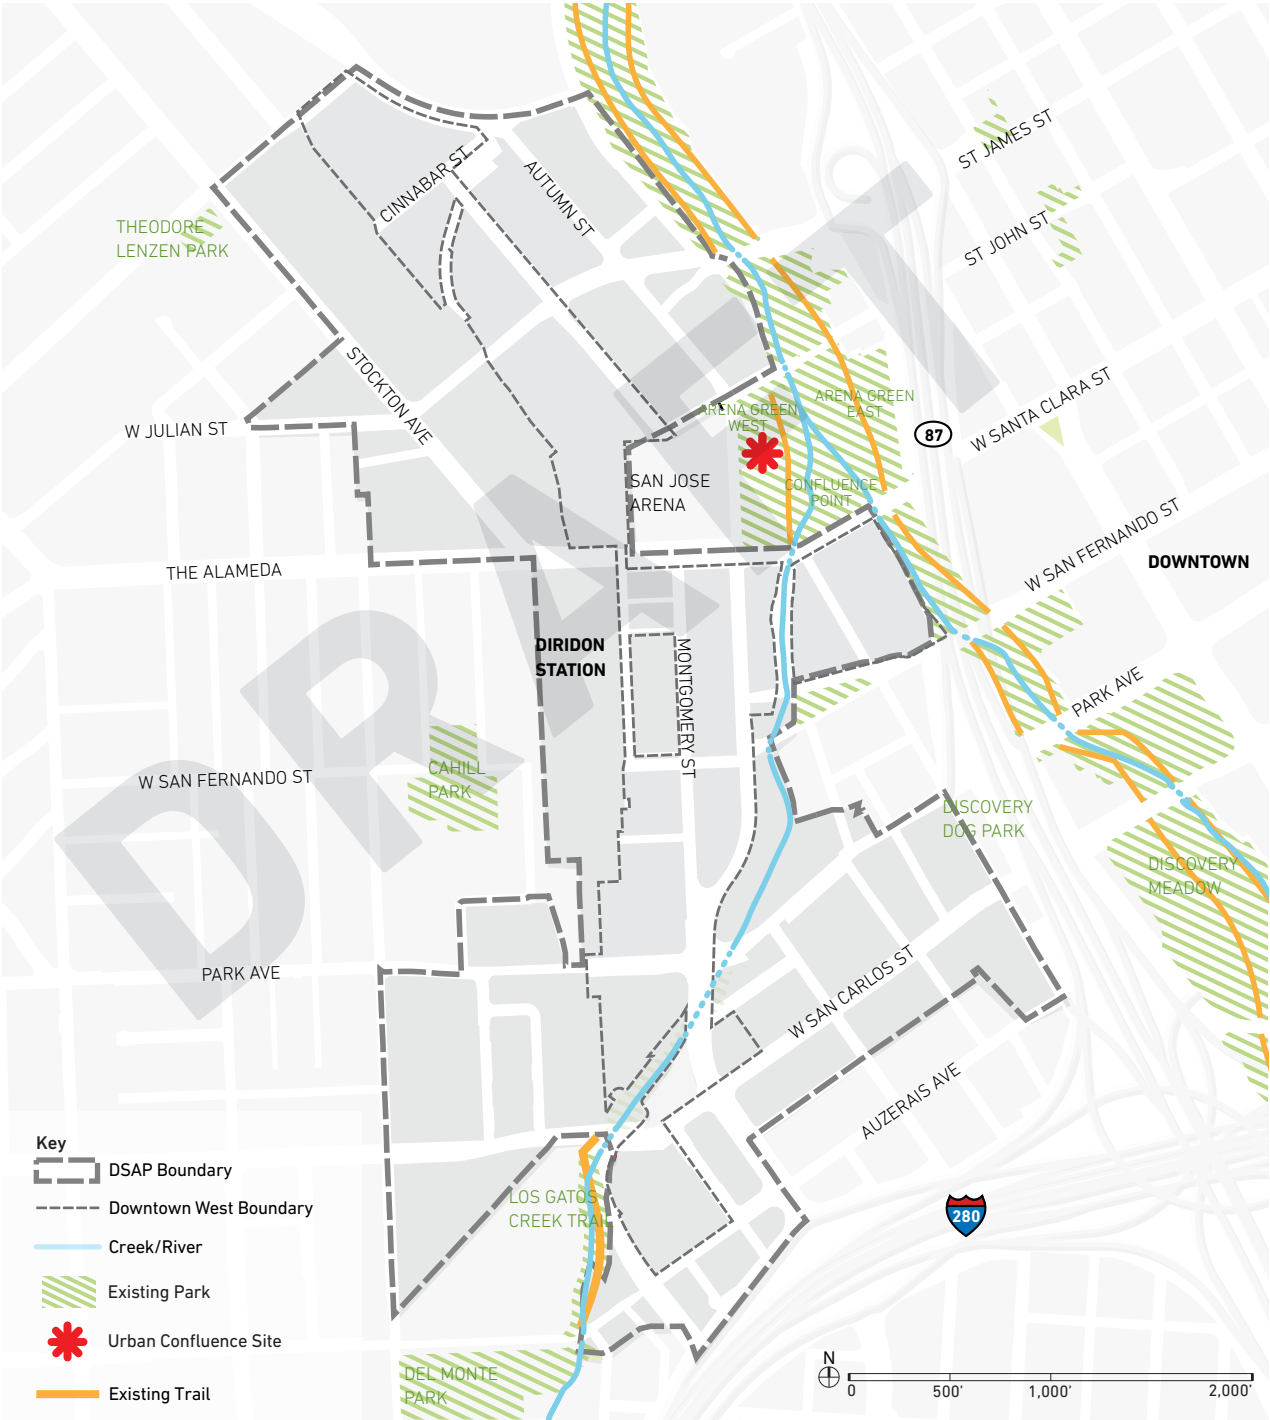 ST JAMES ST
CINNABAR ST
AUTUMN ST
THEODORE
LENZEN PARK
ST JOHN ST
STOCKTON AVE
W JULIAN ST
ARENA GREEN
WEST
ARENA GREEN
EAST
87
W SANTA CLARA ST
SAN JOSE
ARENA
CONFLUENCE
POINT
W SAN FERNANDO ST
DOWNTOWN
THE ALAMEDA
DIRIDON
STATION
MONTGOMERY ST
PARK AVE
W SAN FERNANDO ST
CAHILL
PARK
DISCOVERY
DOG PARK
DISCOVERY
MEADOW
PARK AVE
W SAN CARLOS ST
AUZERAIS AVE
LOS GATOS
CREEK TRAIL
280
DEL MONTE
PARK
DRAFT
Key
DSAP Boundary
Downtown West Boundary
Creek/River
Existing Park
Urban Confluence Site
Existing Trail
N
0 500' 1,000' 2,000'